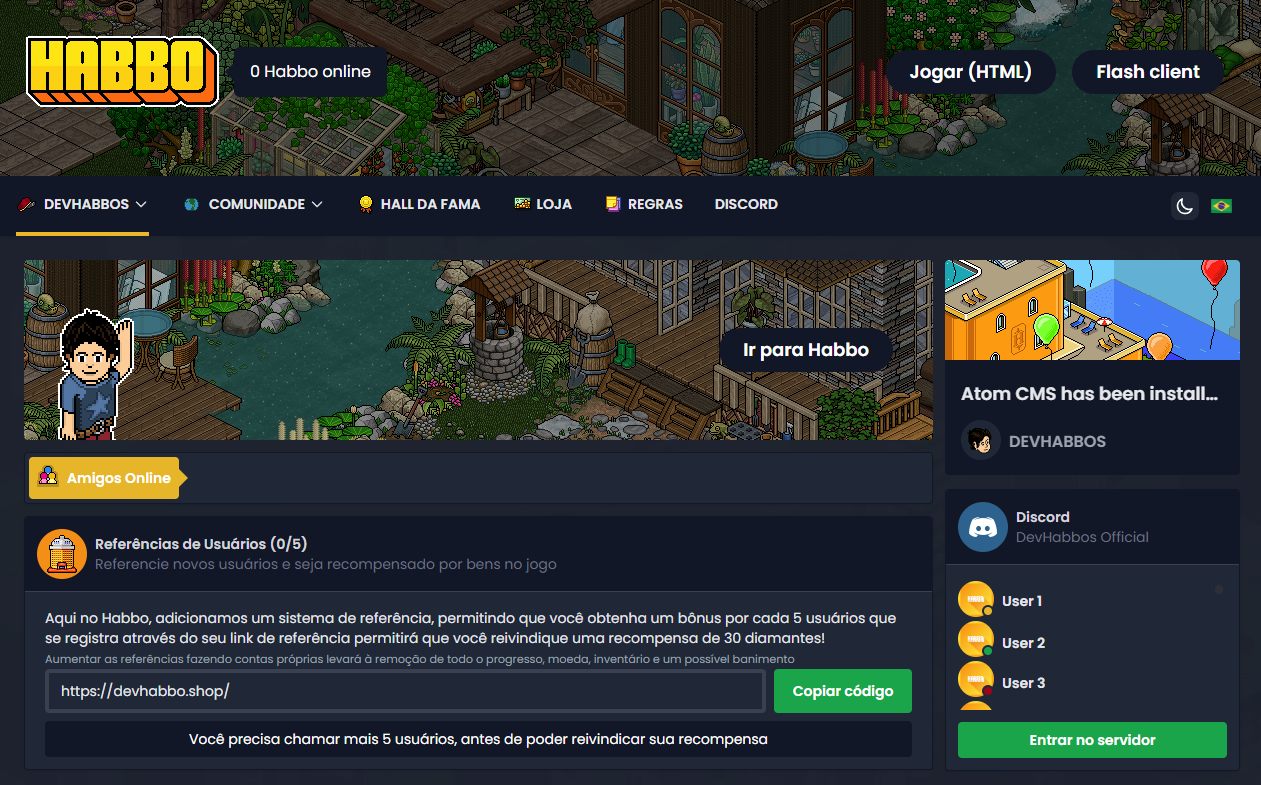 HABBO
0 Habbo online
Jogar (HTML)
Flash client
DEVHABBOS
COMUNIDADE
HALL DA FAMA
LOJA
REGRAS
DISCORD
Ir para Habbo
Atom CMS has been install...
DEVHABBOS
Amigos Online
Referências de Usuários (0/5)
Referencie novos usuários e seja recompensado por bens no jogo
Aqui no Habbo, adicionamos um sistema de referência, permitindo que você obtenha um bônus por cada 5 usuários que
se registra através do seu link de referência permitirá que você reivindique uma recompensa de 30 diamantes!
Aumentar as referências fazendo contas próprias levará à remoção de todo o progresso, moeda, inventário e um possível banimento
https://devhabbo.shop/
Copiar código
Você precisa chamar mais 5 usuários, antes de poder reivindicar sua recompensa
Discord
DevHabbos Official
User 1
User 2
User 3
Entrar no servidor